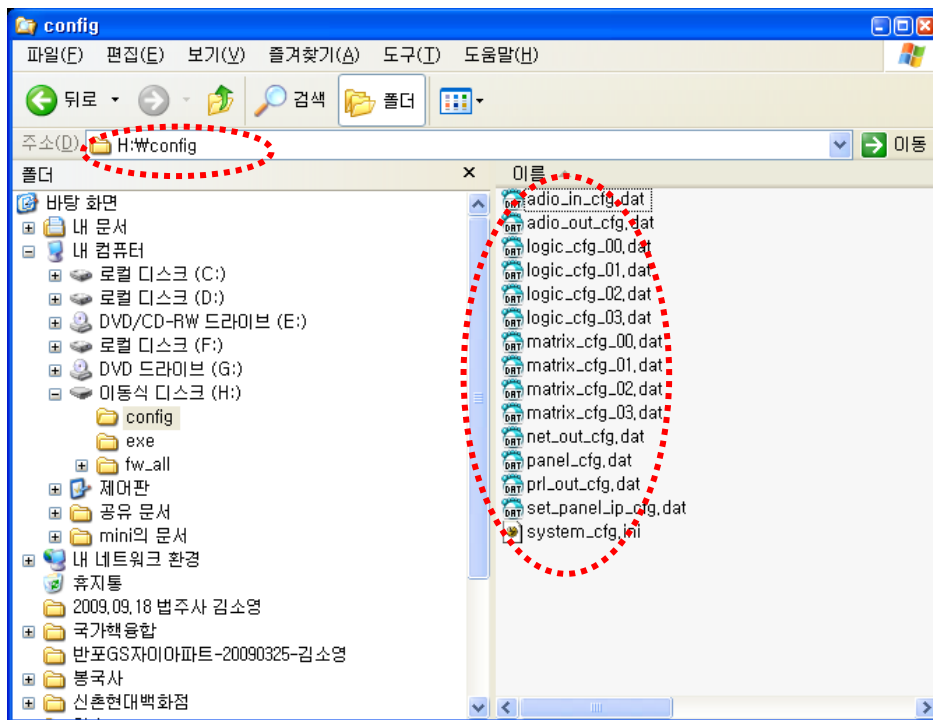 config
파일(F) 편집(E) 보기(V) 즐겨찾기(A) 도구(T) 도움말(H)
뒤로 검색 폴더
주소(D) H:₩config 이동
폴더
이름
바탕 화면
내 문서
내 컴퓨터
로컬 디스크 (C:)
로컬 디스크 (D:)
DVD/CD-RW 드라이브 (E:)
로컬 디스크 (F:)
DVD 드라이브 (G:)
이동식 디스크 (H:)
config
exe
fw_all
제어판
공유 문서
mini의 문서
내 네트워크 환경
휴지통
2009.09.18 법주사 김소영
국가핵융합
반포GS자이아파트-20090325-김소영
봉국사
신촌현대백화점
adio_in_cfg.dat
adio_out_cfg.dat
logic_cfg_00.dat
logic_cfg_01.dat
logic_cfg_02.dat
logic_cfg_03.dat
matrix_cfg_00.dat
matrix_cfg_01.dat
matrix_cfg_02.dat
matrix_cfg_03.dat
net_out_cfg.dat
panel_cfg.dat
prl_out_cfg.dat
set_panel_ip_cfg.dat
system_cfg.ini